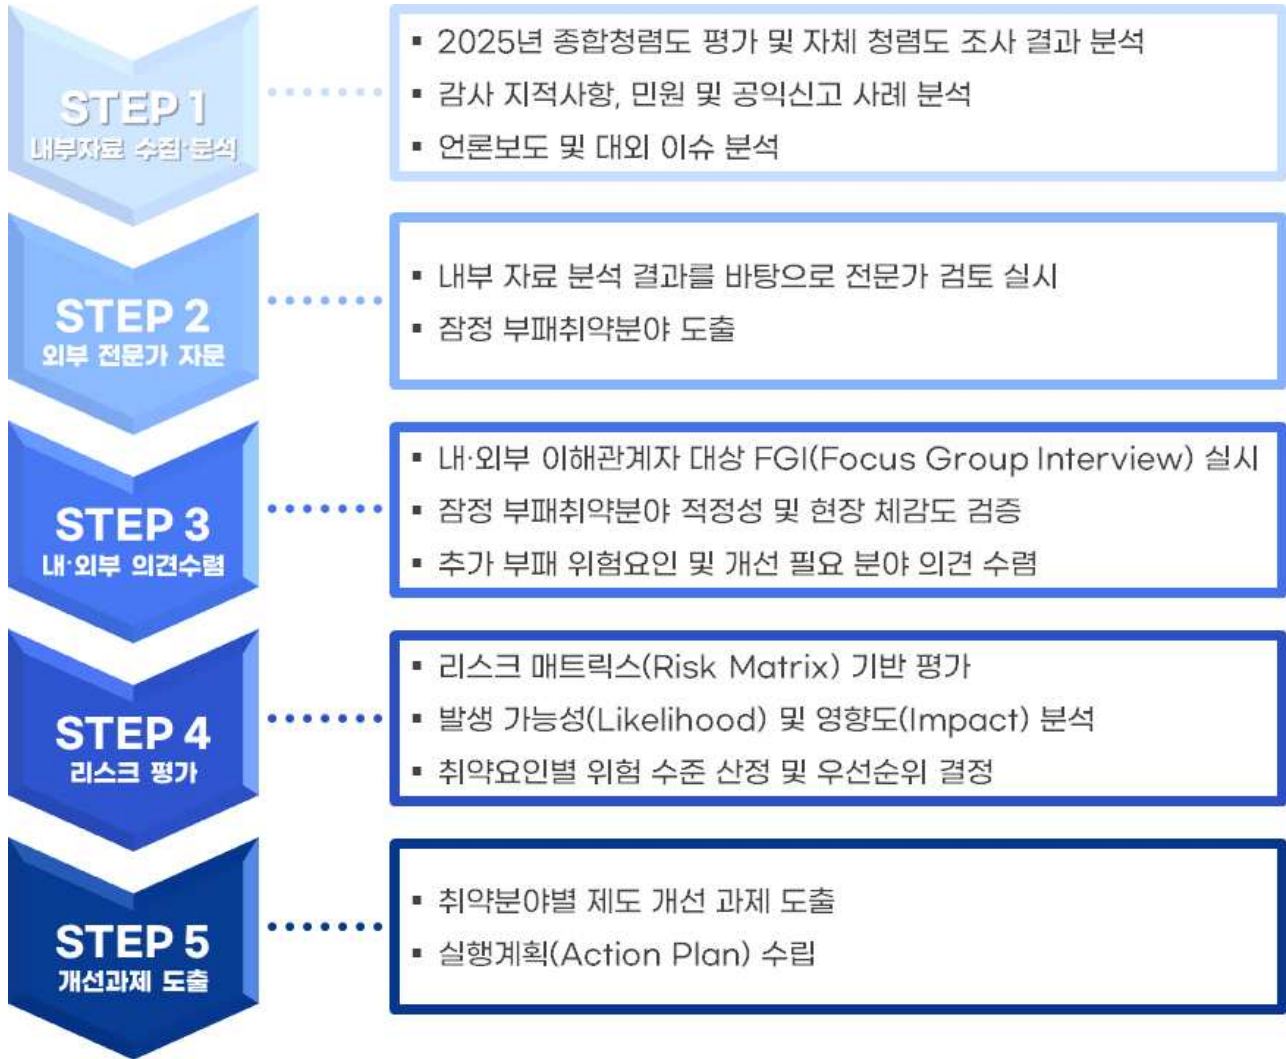 STEP 1
내부자료 수집·분석
▪ 2025년 종합청렴도 평가 및 자체 청렴도 조사 결과 분석
▪ 감사 지적사항, 민원 및 공익신고 사례 분석
▪ 언론보도 및 대외 이슈 분석
STEP 2
외부 전문가 자문
▪ 내부 자료 분석 결과를 바탕으로 전문가 검토 실시
▪ 잠정 부패취약분야 도출
STEP 3
내·외부 의견수렴
▪ 내·외부 이해관계자 대상 FGI(Focus Group Interview) 실시
▪ 잠정 부패취약분야 적정성 및 현장 체감도 검증
▪ 추가 부패 위험요인 및 개선 필요 분야 의견 수렴
STEP 4
리스크 평가
▪ 리스크 매트릭스(Risk Matrix) 기반 평가
▪ 발생 가능성(Likelihood) 및 영향도(Impact) 분석
▪ 취약요인별 위험 수준 산정 및 우선순위 결정
STEP 5
개선과제 도출
▪ 취약분야별 제도 개선 과제 도출
▪ 실행계획(Action Plan) 수립